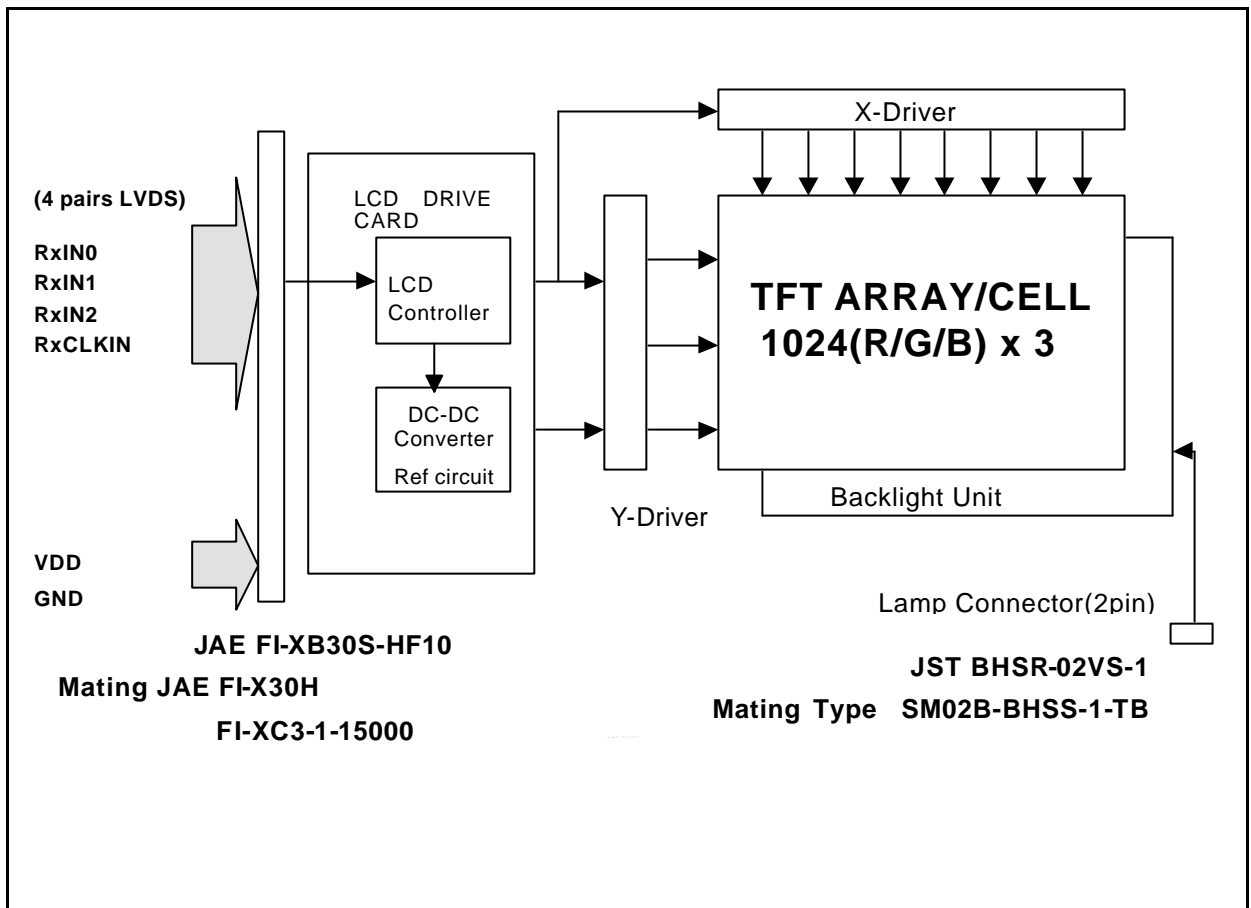 X-Driver
(4 pairs LVDS)
RxIN0
RxIN1
RxIN2
RxCLKIN
LCD DRIVE
CARD
LCD
Controller
DC-DC
Converter
Ref circuit
TFT ARRAY/CELL
1024(R/G/B) x 3
Backlight Unit
Y-Driver
VDD
GND
Lamp Connector(2pin)
JAE FI-XB30S-HF10
Mating JAE FI-X30H
FI-XC3-1-15000
JST BHSR-02VS-1
Mating Type SM02B-BHSS-1-TB